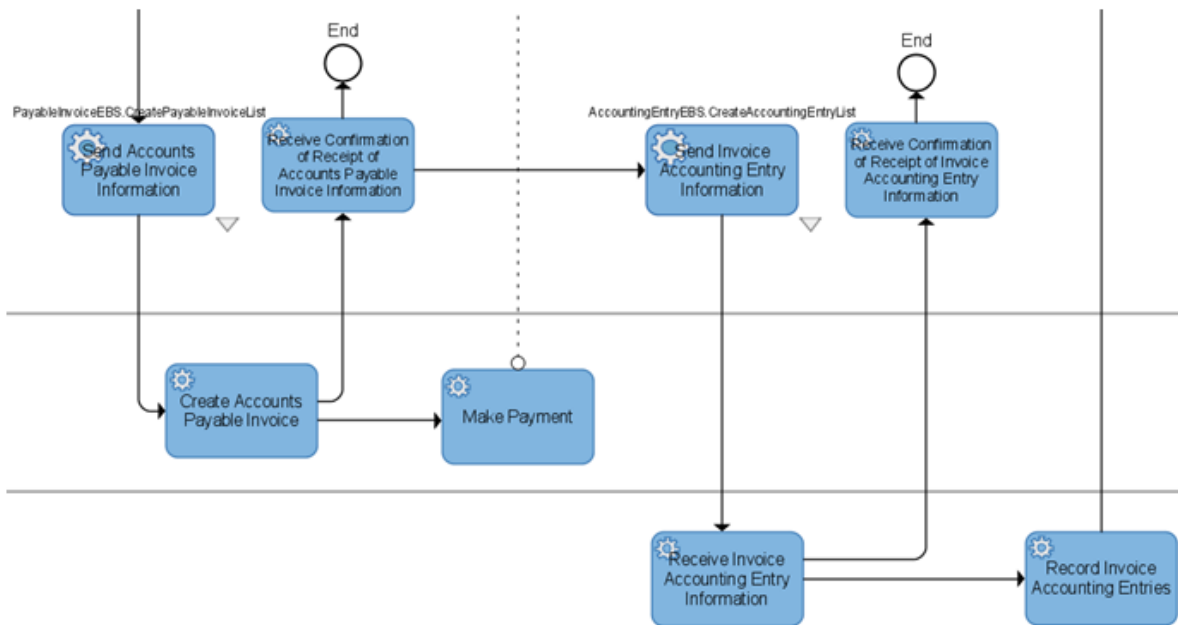 End
PayableInvoiceEBS.CreatePayableInvoiceList
Send Accounts
Payable Invoice
Information
Receive Confirmation
of Receipt of
Accounts Payable
Invoice Information
End
AccountingEntryEBS.CreateAccountingEntryList
Send Invoice
Accounting Entry
Information
Receive Confirmation
of Receipt of Invoice
Accounting Entry
Information
Create Accounts
Payable Invoice
Make Payment
Receive Invoice
Accounting Entry
Information
Record Invoice
Accounting Entries